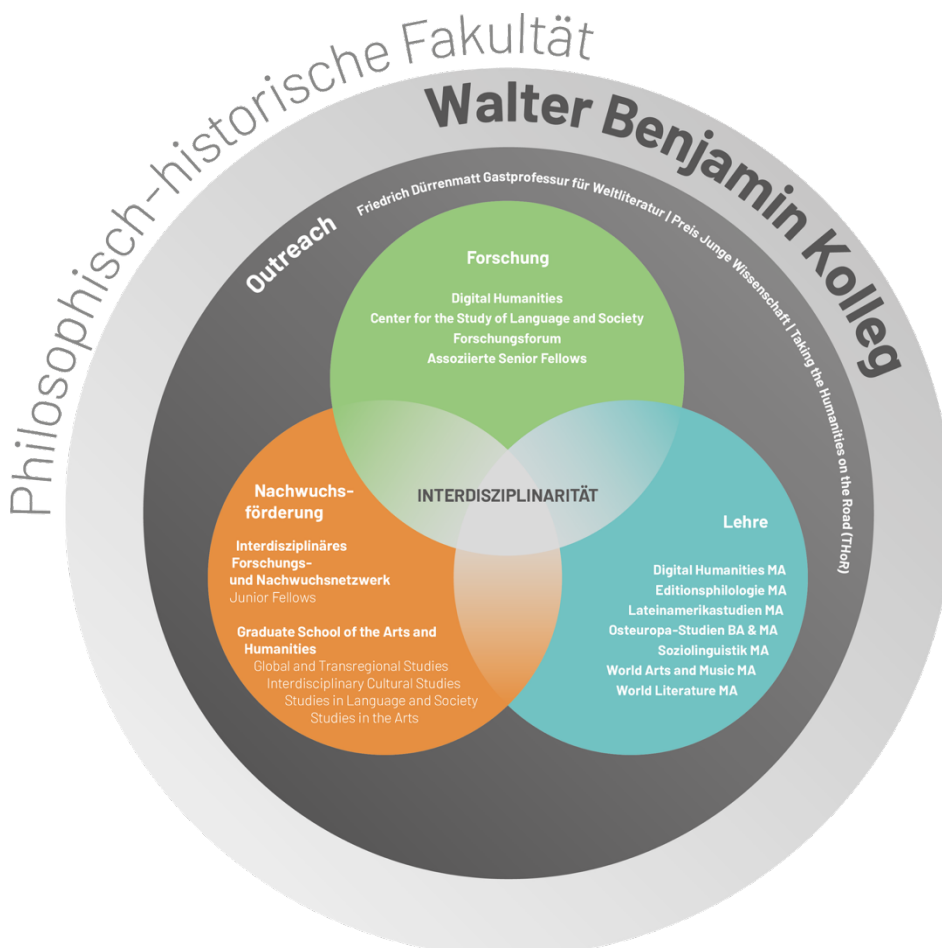 Philosophisch-historische Fakultät
Walter Benjamin Kolleg
Outreach
Friedrich Dürrenmatt Gastprofessur für Weltliteratur | Preis Junge Wissenschaft | Taking the Humanities on the Road (THoR)
Forschung
Digital Humanities
Center for the Study of Language and Society
Forschungsforum
Assoziierte Senior Fellows
INTERDISZIPLINARITÄT
Nachwuchs-
förderung
Interdisziplinäres
Forschungs-
und Nachwuchsnetzwerk
Junior Fellows
Graduate School of the Arts and
Humanities
Global and Transregional Studies
Interdisciplinary Cultural Studies
Studies in Language and Society
Studies in the Arts
Lehre
Digital Humanities MA
Editionsphilologie MA
Lateinamerikastudien MA
Osteuropa-Studien BA & MA
Soziolinguistik MA
World Arts and Music MA
World Literature MA